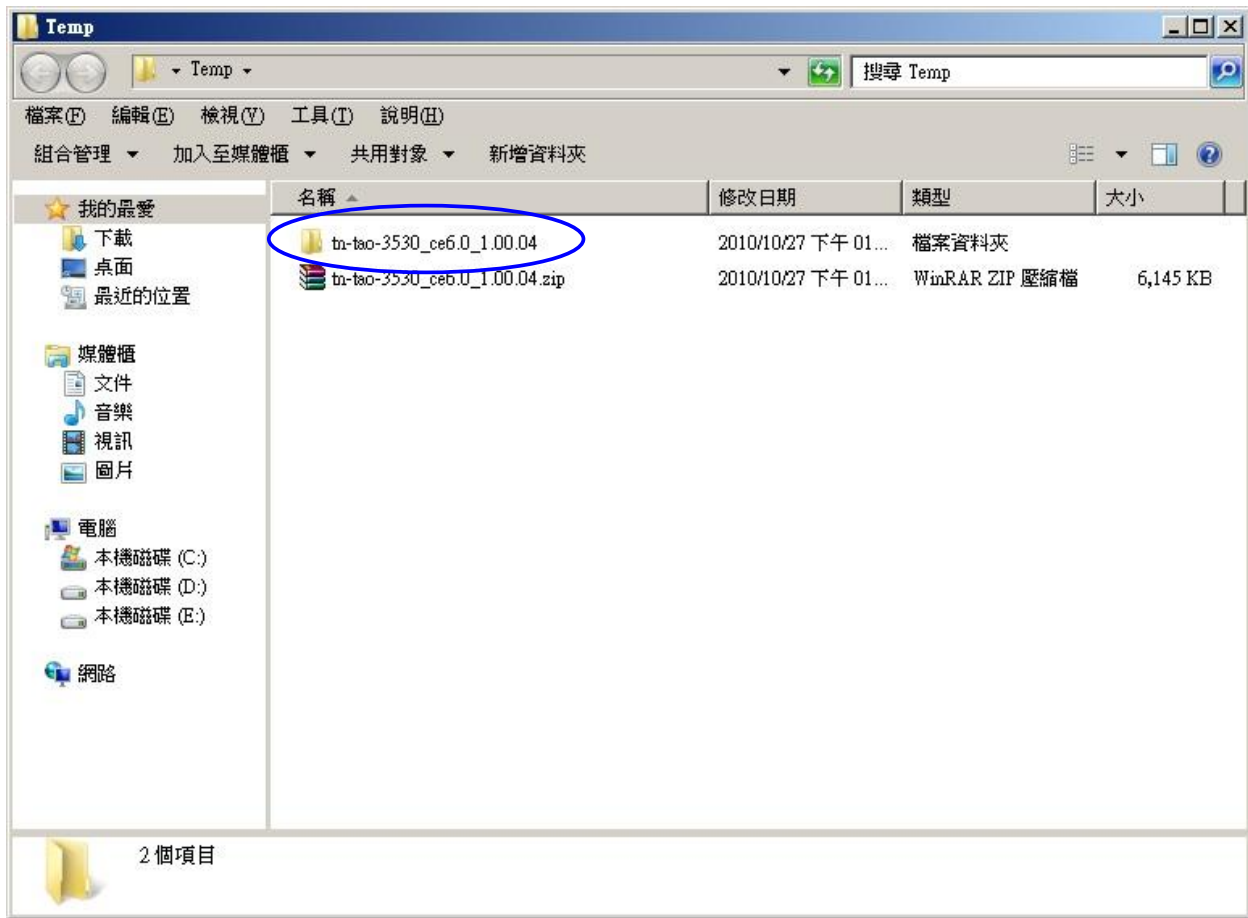 Temp
Temp
搜尋 Temp
檔案(F) 編輯(E) 檢視(V) 工具(T) 說明(H)
組合管理 加入至媒體櫃 共用對象 新增資料夾
名稱 修改日期 類型 大小
我的最愛
下載
桌面
最近的位置
媒體櫃
文件
音樂
視訊
圖片
電腦
本機磁碟 (C:)
本機磁碟 (D:)
本機磁碟 (E:)
網路
tn-tao-3530_ce6.0_1.00.04 2010/10/27 下午 01... 檔案資料夾
tn-tao-3530_ce6.0_1.00.04.zip 2010/10/27 下午 01... WinRAR ZIP 壓縮檔 6,145 KB
2 個項目